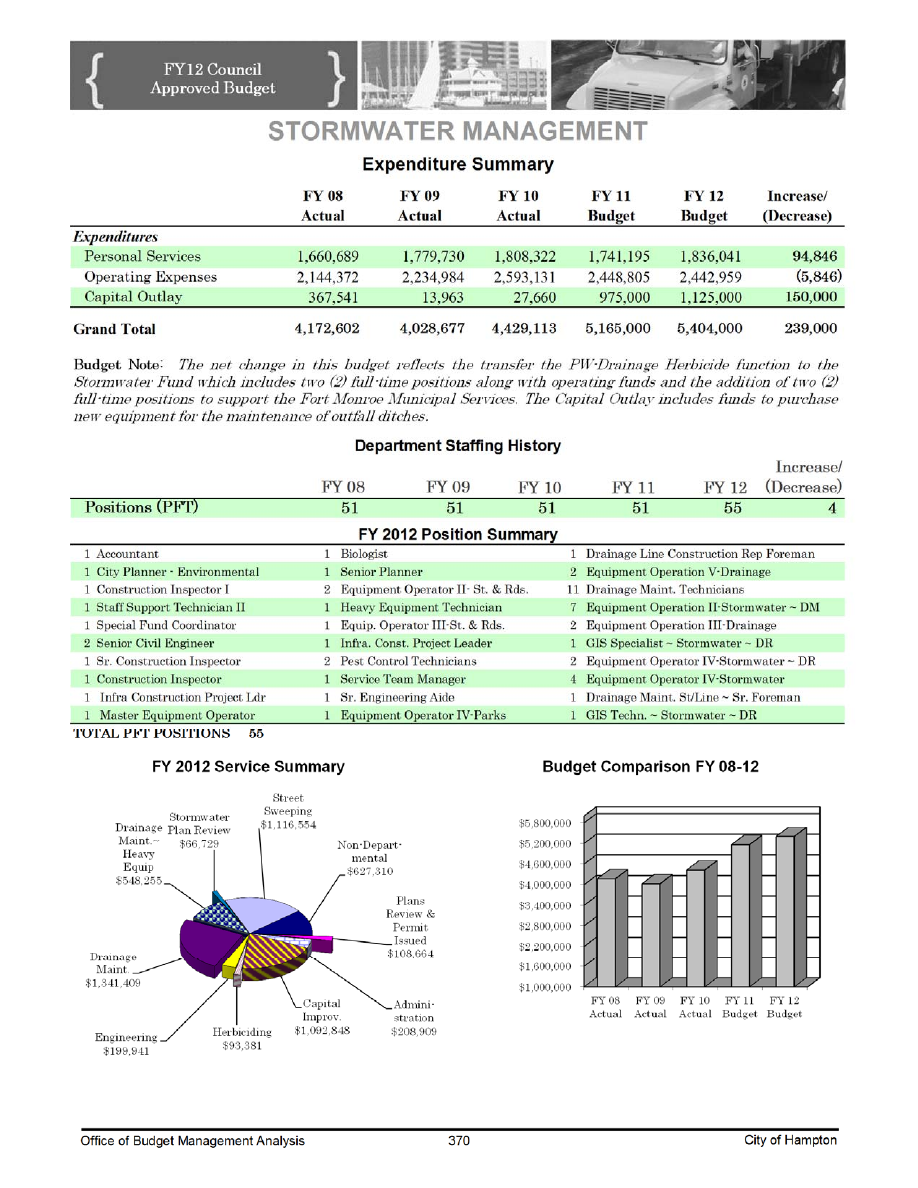 FY12 Council
Approved Budget
STORMWATER MANAGEMENT
Expenditure Summary
FY 08 FY 09 FY 10 FY 11 FY 12 Increase/
Actual Actual Actual Budget Budget (Decrease)
Expenditures
Personal Services 1,660,689 1,779,730 1,808,322 1,741,195 1,836,041 94,846
Operating Expenses 2,144,372 2,234,984 2,593,131 2,448,805 2,442,959 (5,846)
Capital Outlay 367,541 13,963 27,660 975,000 1,125,000 150,000
Grand Total 4,172,602 4,028,677 4,429,113 5,165,000 5,404,000 239,000
Budget Note: The net change in this budget reflects the transfer the PW-Drainage Herbicide function to the
Stormwater Fund which includes two (2) full-time positions along with operating funds and the addition of two (2)
full-time positions to support the Fort Monroe Municipal Services. The Capital Outlay includes funds to purchase
new equipment for the maintenance of outfall ditches.
Department Staffing History
Increase/
FY 08 FY 09 FY 10 FY 11 FY 12 (Decrease)
Positions (PFT) 51 51 51 51 55 4
FY 2012 Position Summary
1 Accountant 1 Biologist 1 Drainage Line Construction Rep Foreman
1 City Planner - Environmental 1 Senior Planner 2 Equipment Operation V-Drainage
1 Construction Inspector I 2 Equipment Operator II- St. & Rds. 11 Drainage Maint. Technicians
1 Staff Support Technician II 1 Heavy Equipment Technician 7 Equipment Operation II-Stormwater ~ DM
1 Special Fund Coordinator 1 Equip. Operator III-St. & Rds. 2 Equipment Operation III-Drainage
2 Senior Civil Engineer 1 Infra. Const. Project Leader 1 GIS Specialist ~ Stormwater ~ DR
1 Sr. Construction Inspector 2 Pest Control Technicians 2 Equipment Operator IV-Stormwater ~ DR
1 Construction Inspector 1 Service Team Manager 4 Equipment Operator IV-Stormwater
1 Infra Construction Project Ldr 1 Sr. Engineering Aide 1 Drainage Maint. St/Line ~ Sr. Foreman
1 Master Equipment Operator 1 Equipment Operator IV-Parks 1 GIS Techn. ~ Stormwater ~ DR
TOTAL PFT POSITIONS 55
FY 2012 Service Summary
Street
Sweeping
$1,116,554
Stormwater
Plan Review
$66,729
Drainage
Maint.~
Heavy
Equip
$548,255
Non-Depart-
mental
$627,310
Plans
Review &
Permit
Issued
$108,664
Drainage
Maint.
$1,341,409
Capital
Improv.
$1,092,848
Admini-
stration
$208,909
Herbiciding
$93,381
Engineering
$199,941
Budget Comparison FY 08-12
$5,800,000
$5,200,000
$4,600,000
$4,000,000
$3,400,000
$2,800,000
$2,200,000
$1,600,000
$1,000,000
FY 08 FY 09 FY 10 FY 11 FY 12
Actual Actual Actual Budget Budget
Office of Budget Management Analysis 370 City of Hampton